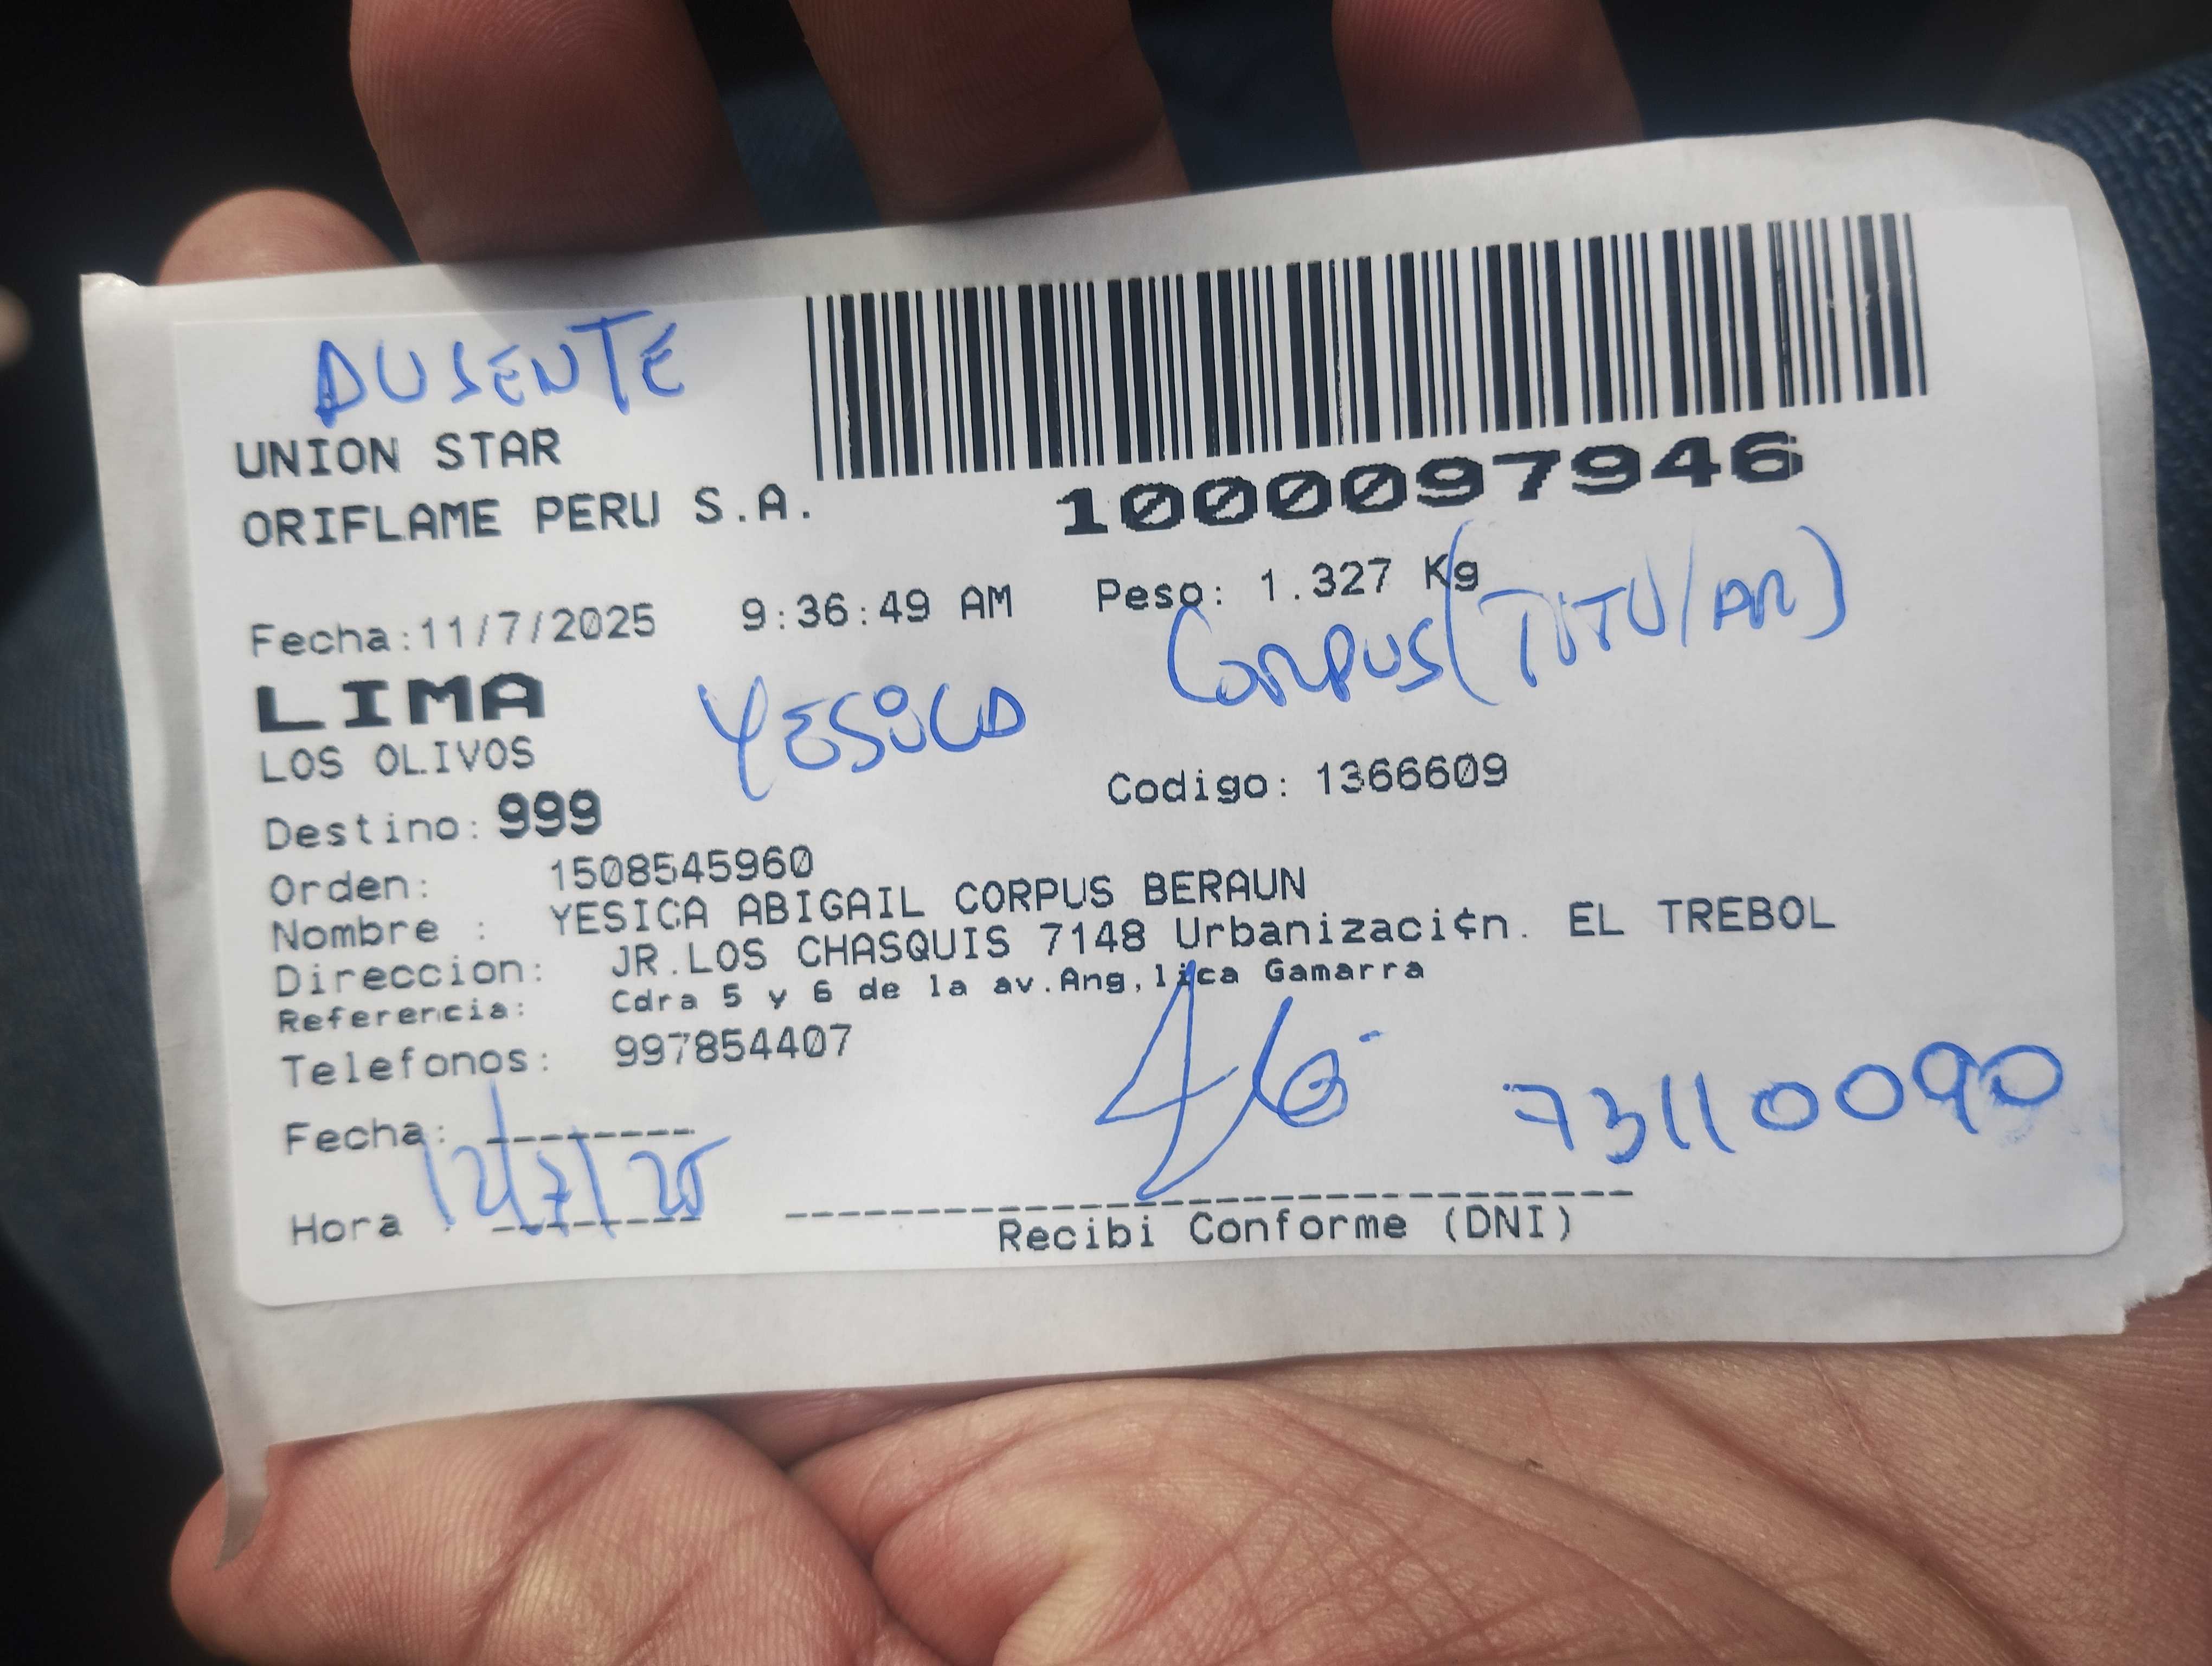 AUSENTE
UNION STAR
ORIFLAME PERU S.A.
1000097946
Fecha:11/7/2025 9:36:49 AM Peso: 1.327 Kg
LIMA YESICA CORPUS (TITULAR)
LOS OLIVOS
Destino: 999 Codigo: 1366609
Orden: 1508545960
Nombre : YESICA ABIGAIL CORPUS BERAUN
Direccion: JR.LOS CHASQUIS 7148 Urbanizaci¢n. EL TREBOL
Referencia: Cdra 5 y 6 de la av.Ang,lica Gamarra
Telefonos: 997854407
Fecha: 12/7/25 73110090
Hora :
Recibi Conforme (DNI)